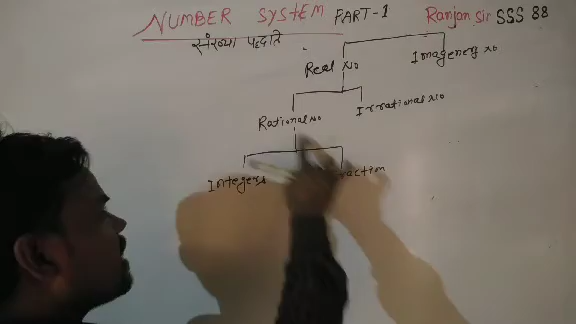 NUMBER SYSTEM PART-1 Ranjan Sir SSS 88
संख्या पद्धति
Real No Imagenery No
Rational No Irrational No
Integers raction